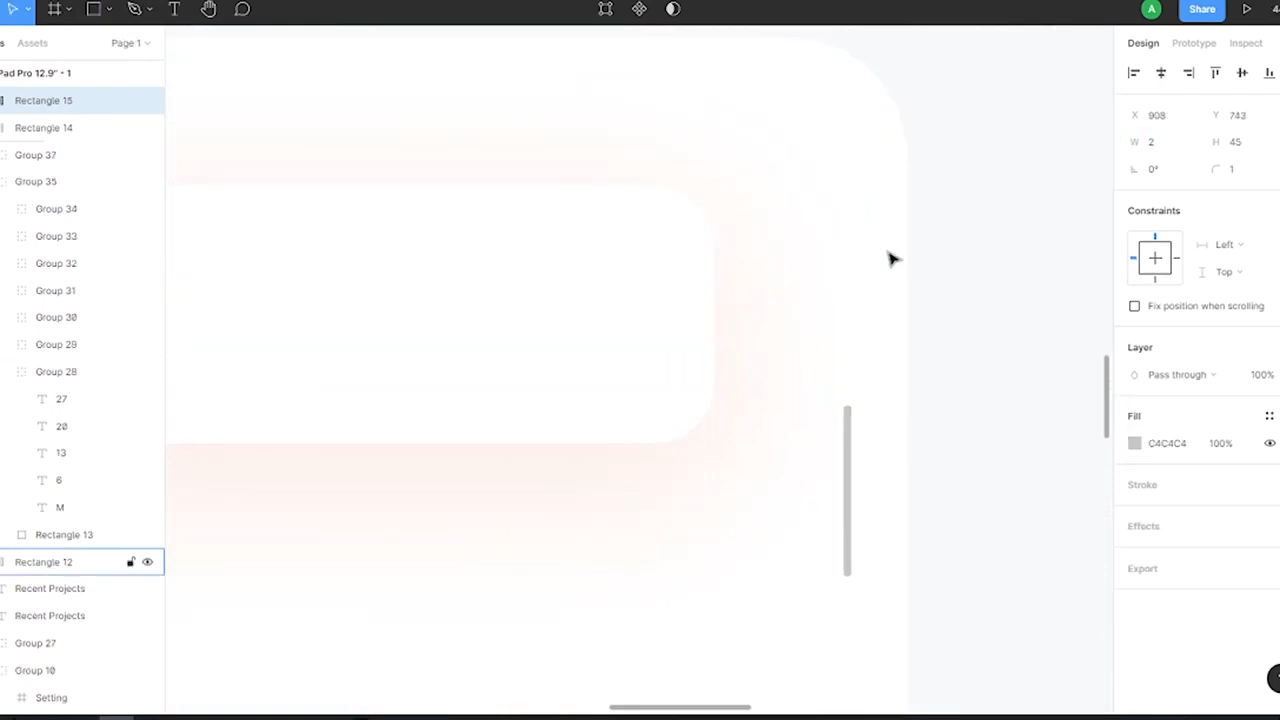 A
Share
4
s
Assets
Page 1
Design
Prototype
Inspect
Pad Pro 12.9" - 1
Rectangle 15
Rectangle 14
Group 37
Group 35
Group 34
Group 33
Group 32
Group 31
Group 30
Group 29
Group 28
27
20
13
6
M
Rectangle 13
Rectangle 12
Recent Projects
Recent Projects
Group 27
Group 10
Setting
X 908 Y 743
W 2 H 45
0° 1
Constraints
Left
Top
Fix position when scrolling
Layer
Pass through 100%
Fill
C4C4C4 100%
Stroke
Effects
Export